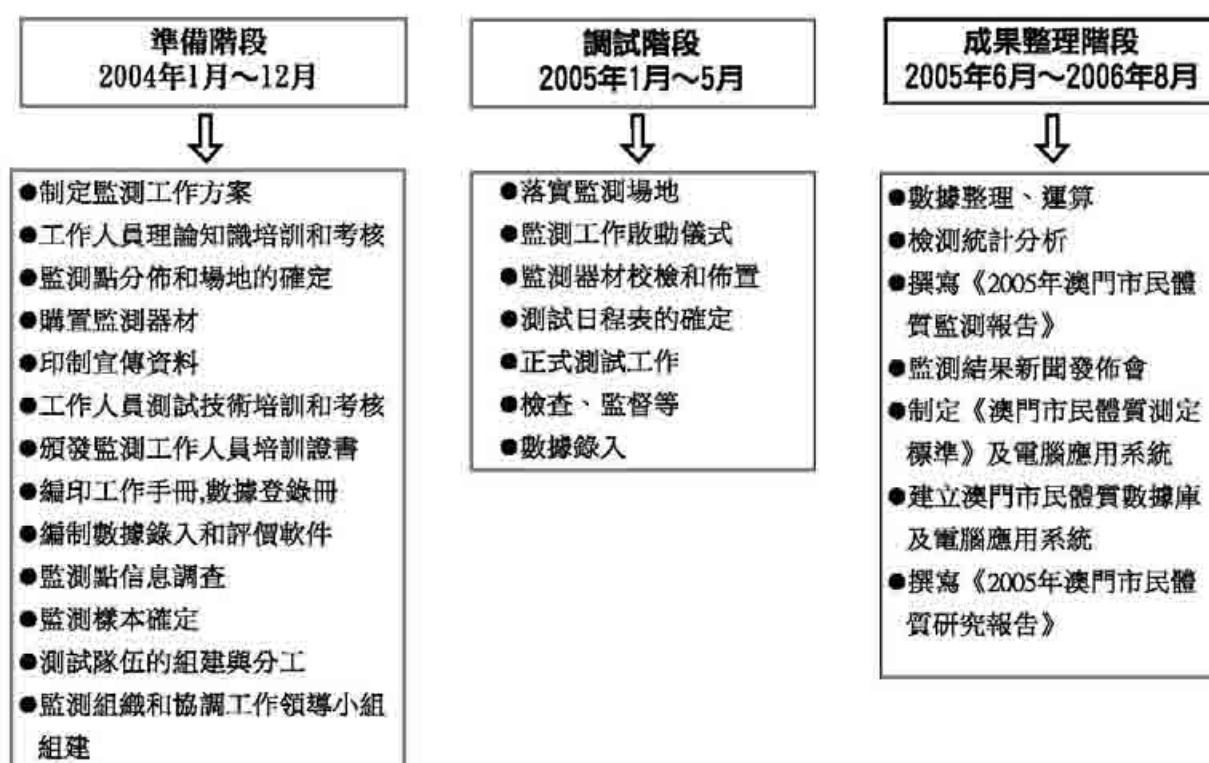 準備階段
2004年1月～12月
●制定監測工作方案
●工作人員理論知識培訓和考核
●監測點分佈和場地的確定
●購置監測器材
●印制宣傳資料
●工作人員測試技術培訓和考核
●頒發監測工作人員培訓證書
●編印工作手冊,數據登錄冊
●編制數據錄入和評價軟件
●監測點信息調查
●監測樣本確定
●測試隊伍的組建與分工
●監測組織和協調工作領導小組
組建
調試階段
2005年1月～5月
●落實監測場地
●監測工作啟動儀式
●監測器材校檢和佈置
●測試日程表的確定
●正式測試工作
●檢查、監督等
●數據錄入
成果整理階段
2005年6月～2006年8月
●數據整理、運算
●檢測統計分析
●撰寫《2005年澳門市民體
質監測報告》
●監測結果新聞發佈會
●制定《澳門市民體質測定
標準》及電腦應用系統
●建立澳門市民體質數據庫
及電腦應用系統
●撰寫《2005年澳門市民體
質研究報告》